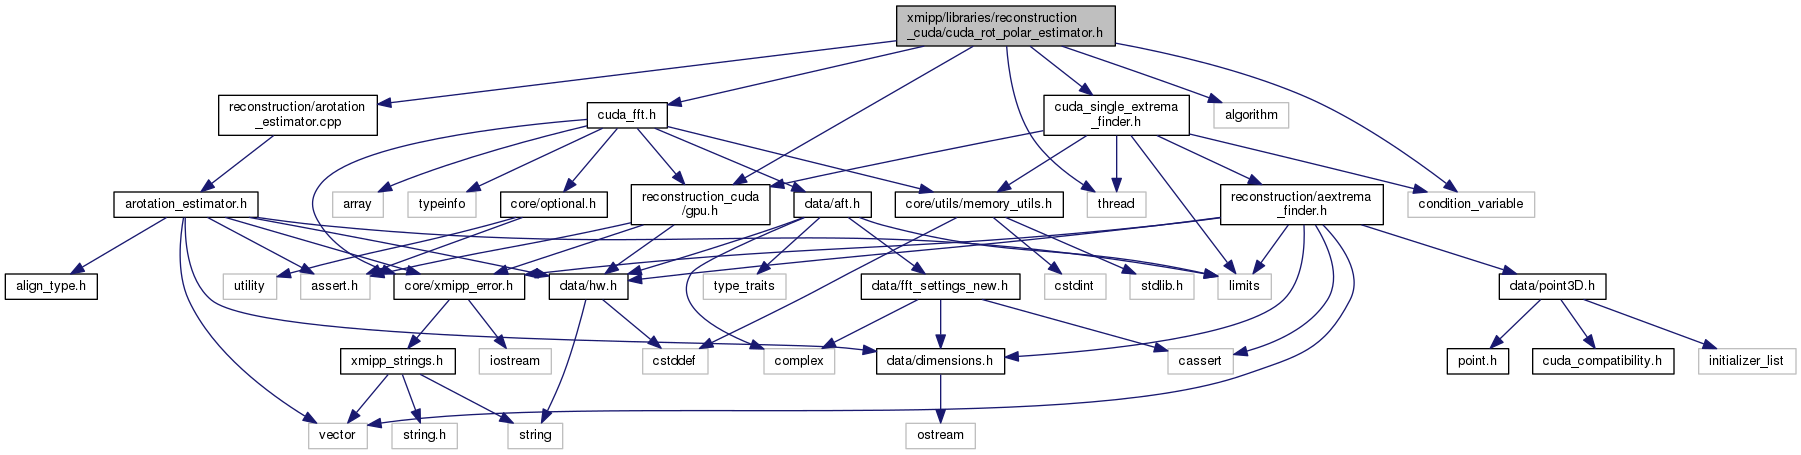 xmipp/libraries/reconstruction
_cuda/cuda_rot_polar_estimator.h
reconstruction/arotation
_estimator.cpp
cuda_fft.h
cuda_single_extrema
_finder.h
algorithm
arotation_estimator.h
array
typeinfo
core/optional.h
reconstruction_cuda
/gpu.h
data/aft.h
core/utils/memory_utils.h
thread
reconstruction/aextrema
_finder.h
condition_variable
align_type.h
utility
assert.h
core/xmipp_error.h
data/hw.h
type_traits
data/fft_settings_new.h
cstdint
stdlib.h
limits
data/point3D.h
xmipp_strings.h
iostream
cstddef
complex
data/dimensions.h
cassert
point.h
cuda_compatibility.h
initializer_list
vector
string.h
string
ostream